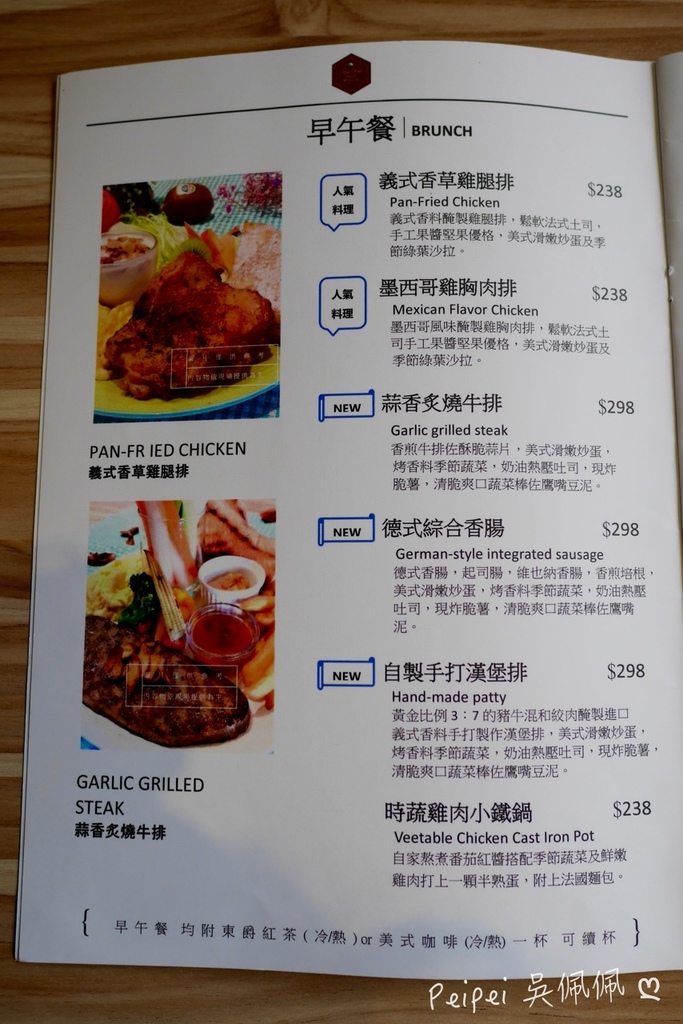 早午餐 | BRUNCH
人氣
料理
義式香草雞腿排 $238
Pan-Fried Chicken
義式香料醃製雞腿排，鬆軟法式土司，
手工果醬堅果優格，美式滑嫩炒蛋及季
節綠葉沙拉。
人氣
料理
墨西哥雞胸肉排 $238
Mexican Flavor Chicken
墨西哥風味醃製雞胸肉排，鬆軟法式土
司手工果醬堅果優格，美式滑嫩炒蛋及
季節綠葉沙拉。
NEW
蒜香炙燒牛排 $298
Garlic grilled steak
香煎牛排佐酥脆蒜片，美式滑嫩炒蛋，
烤香料季節蔬菜，奶油熱壓吐司，現炸
脆薯，清脆爽口蔬菜棒佐鷹嘴豆泥。
NEW
德式綜合香腸 $298
German-style integrated sausage
德式香腸，起司腸，維也納香腸，香煎培根，
美式滑嫩炒蛋，烤香料季節蔬菜，奶油熱壓
吐司，現炸脆薯，清脆爽口蔬菜棒佐鷹嘴
泥。
NEW
自製手打漢堡排 $298
Hand-made patty
黃金比例 3：7 的豬牛混和絞肉醃製進口
義式香料手打製作漢堡排，美式滑嫩炒蛋，
烤香料季節蔬菜，奶油熱壓吐司，現炸脆薯，
清脆爽口蔬菜棒佐鷹嘴豆泥。
時蔬雞肉小鐵鍋 $238
Veetable Chicken Cast Iron Pot
自家熬煮番茄紅醬搭配季節蔬菜及鮮嫩
雞肉打上一顆半熟蛋，附上法國麵包。
PAN-FR IED CHICKEN
義式香草雞腿排
GARLIC GRILLED
STEAK
蒜香炙燒牛排
{ 早午餐 均附東爵紅茶 ( 冷/熱 ) or 美式咖啡 (冷/熱) 一杯 可續杯 }
Peipei 吳佩佩